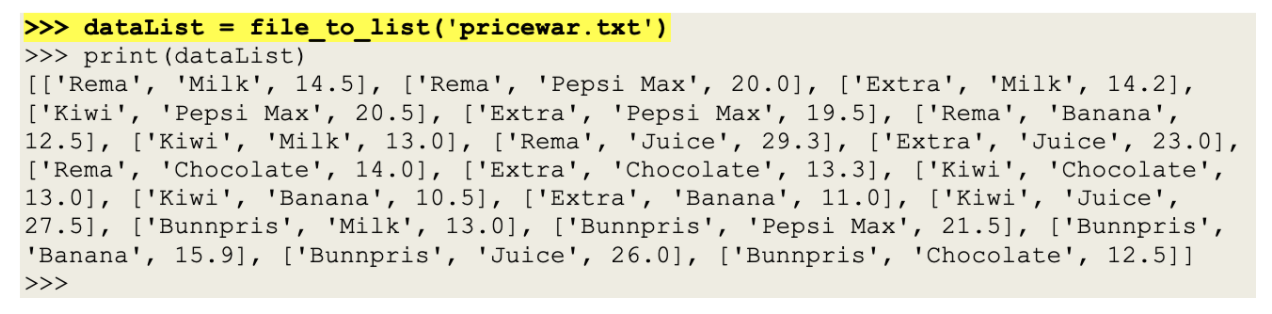 >>> dataList = file_to_list('pricewar.txt')
>>> print(dataList)
[['Rema', 'Milk', 14.5], ['Rema', 'Pepsi Max', 20.0], ['Extra', 'Milk', 14.2],
['Kiwi', 'Pepsi Max', 20.5], ['Extra', 'Pepsi Max', 19.5], ['Rema', 'Banana',
12.5], ['Kiwi', 'Milk', 13.0], ['Rema', 'Juice', 29.3], ['Extra', 'Juice', 23.0],
['Rema', 'Chocolate', 14.0], ['Extra', 'Chocolate', 13.3], ['Kiwi', 'Chocolate',
13.0], ['Kiwi', 'Banana', 10.5], ['Extra', 'Banana', 11.0], ['Kiwi', 'Juice',
27.5], ['Bunnpris', 'Milk', 13.0], ['Bunnpris', 'Pepsi Max', 21.5], ['Bunnpris',
'Banana', 15.9], ['Bunnpris', 'Juice', 26.0], ['Bunnpris', 'Chocolate', 12.5]]
>>>